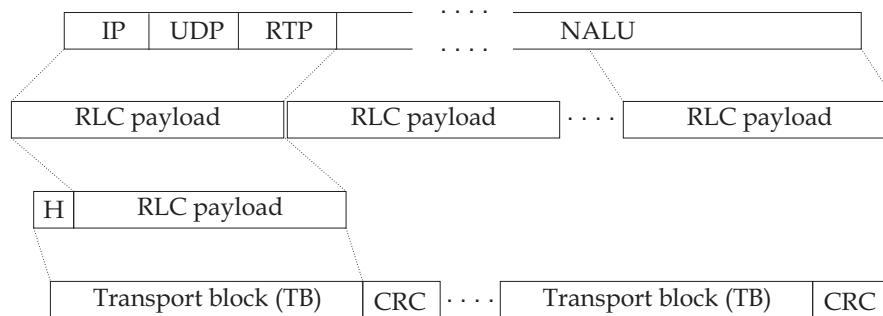 IP UDP RTP . . . . NALU
. . . .
RLC payload RLC payload . . . . RLC payload
H RLC payload
Transport block (TB) CRC . . . . Transport block (TB) CRC